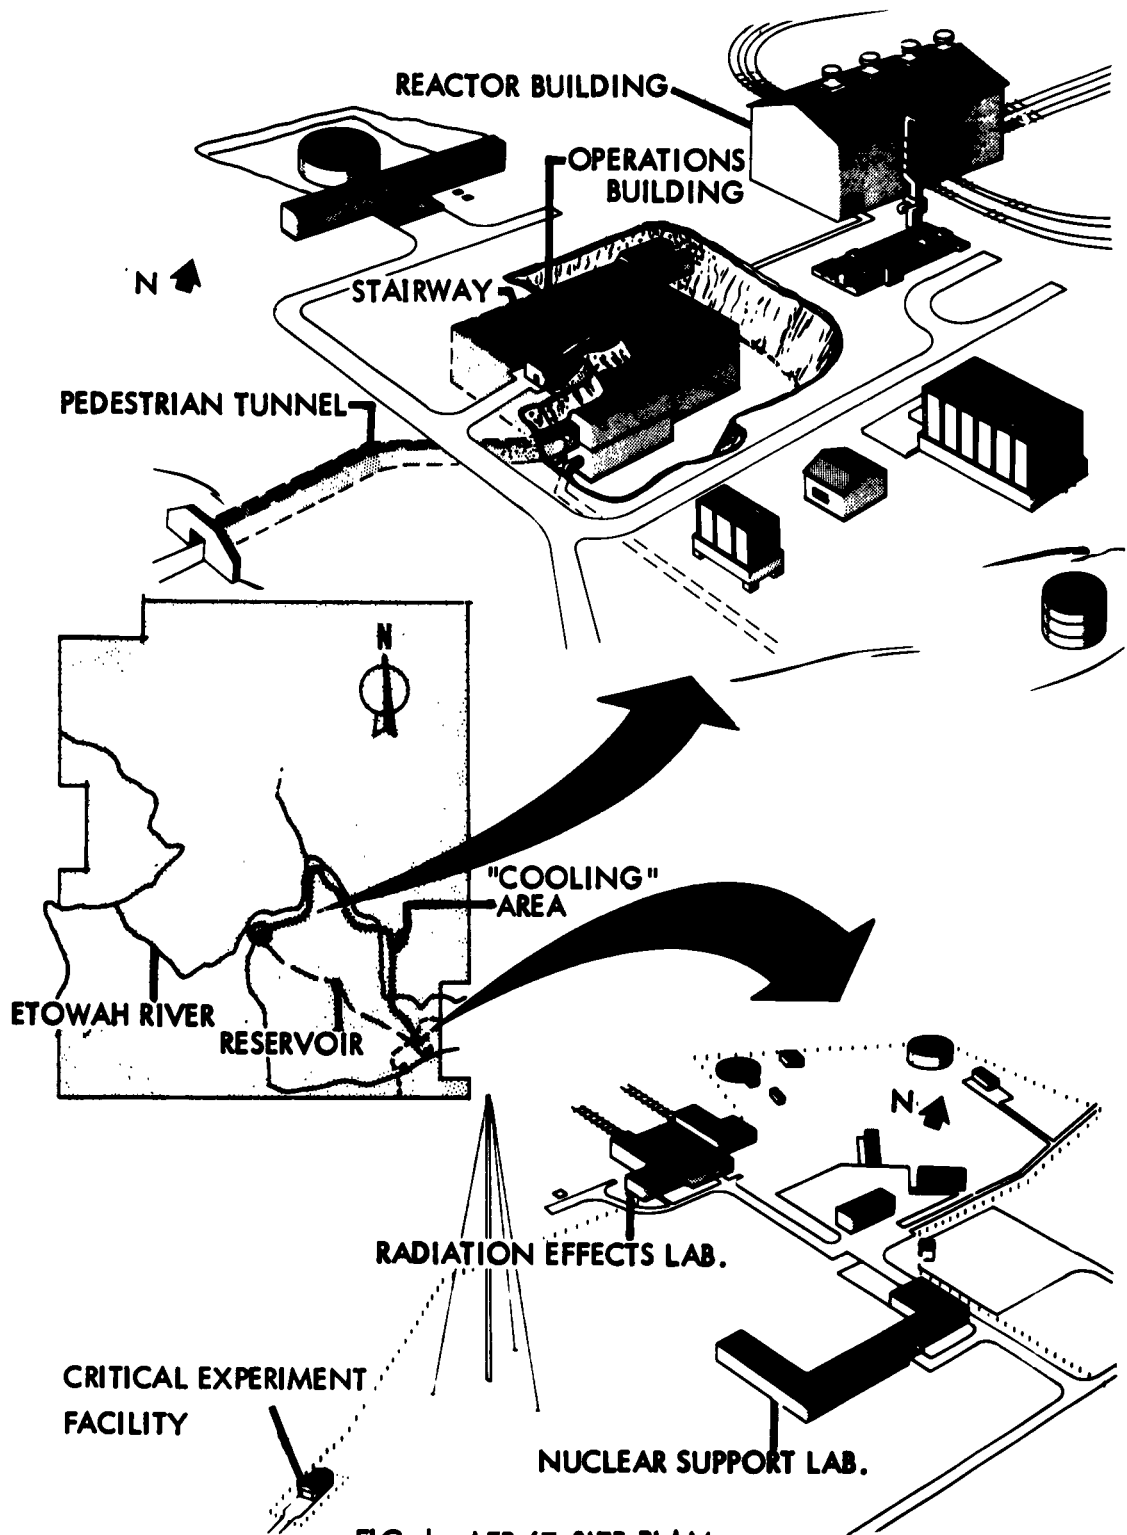 REACTOR BUILDING
OPERATIONS
BUILDING
N
STAIRWAY
PEDESTRIAN TUNNEL
N
"COOLING"
AREA
ETOWAH RIVER
RESERVOIR
N
RADIATION EFFECTS LAB.
CRITICAL EXPERIMENT
FACILITY
NUCLEAR SUPPORT LAB.